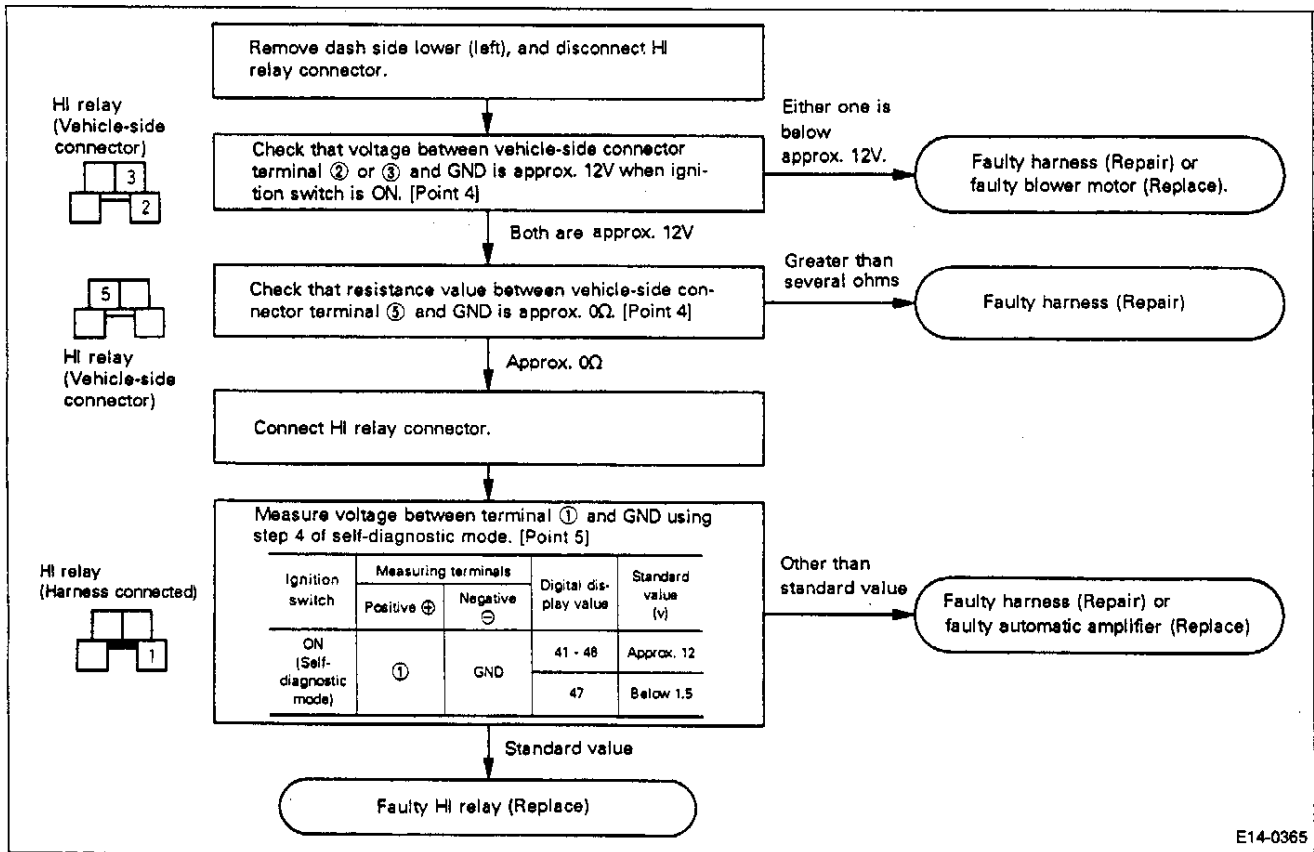 Remove dash side lower (left), and disconnect HI
relay connector.
HI relay
(Vehicle-side
connector)
3
2
Check that voltage between vehicle-side connector
terminal ② or ③ and GND is approx. 12V when igni-
tion switch is ON. [Point 4]
Either one is
below
approx. 12V.
Faulty harness (Repair) or
faulty blower motor (Replace).
Both are approx. 12V
5
HI relay
(Vehicle-side
connector)
Check that resistance value between vehicle-side con-
nector terminal ⑤ and GND is approx. 0Ω. [Point 4]
Greater than
several ohms
Faulty harness (Repair)
Approx. 0Ω
Connect HI relay connector.
Measure voltage between terminal ① and GND using
step 4 of self-diagnostic mode. [Point 5]
HI relay
(Harness connected)
1
Ignition
switch
Measuring terminals
Positive ⊕
Negative
⊖
Digital dis-
play value
Standard
value
(v)
ON
(Self-
diagnostic
mode)
①
GND
41 - 46
Approx. 12
47
Below 1.5
Other than
standard value
Faulty harness (Repair) or
faulty automatic amplifier (Replace)
Standard value
Faulty HI relay (Replace)
E14-0365